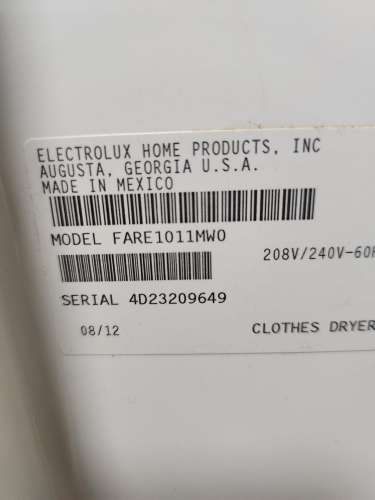 ELECTROLUX HOME PRODUCTS, INC
AUGUSTA, GEORGIA U.S.A.
MADE IN MEXICO
MODEL FARE1011MW0
208V/240V-60H
SERIAL 4D23209649
08/12 CLOTHES DRYER